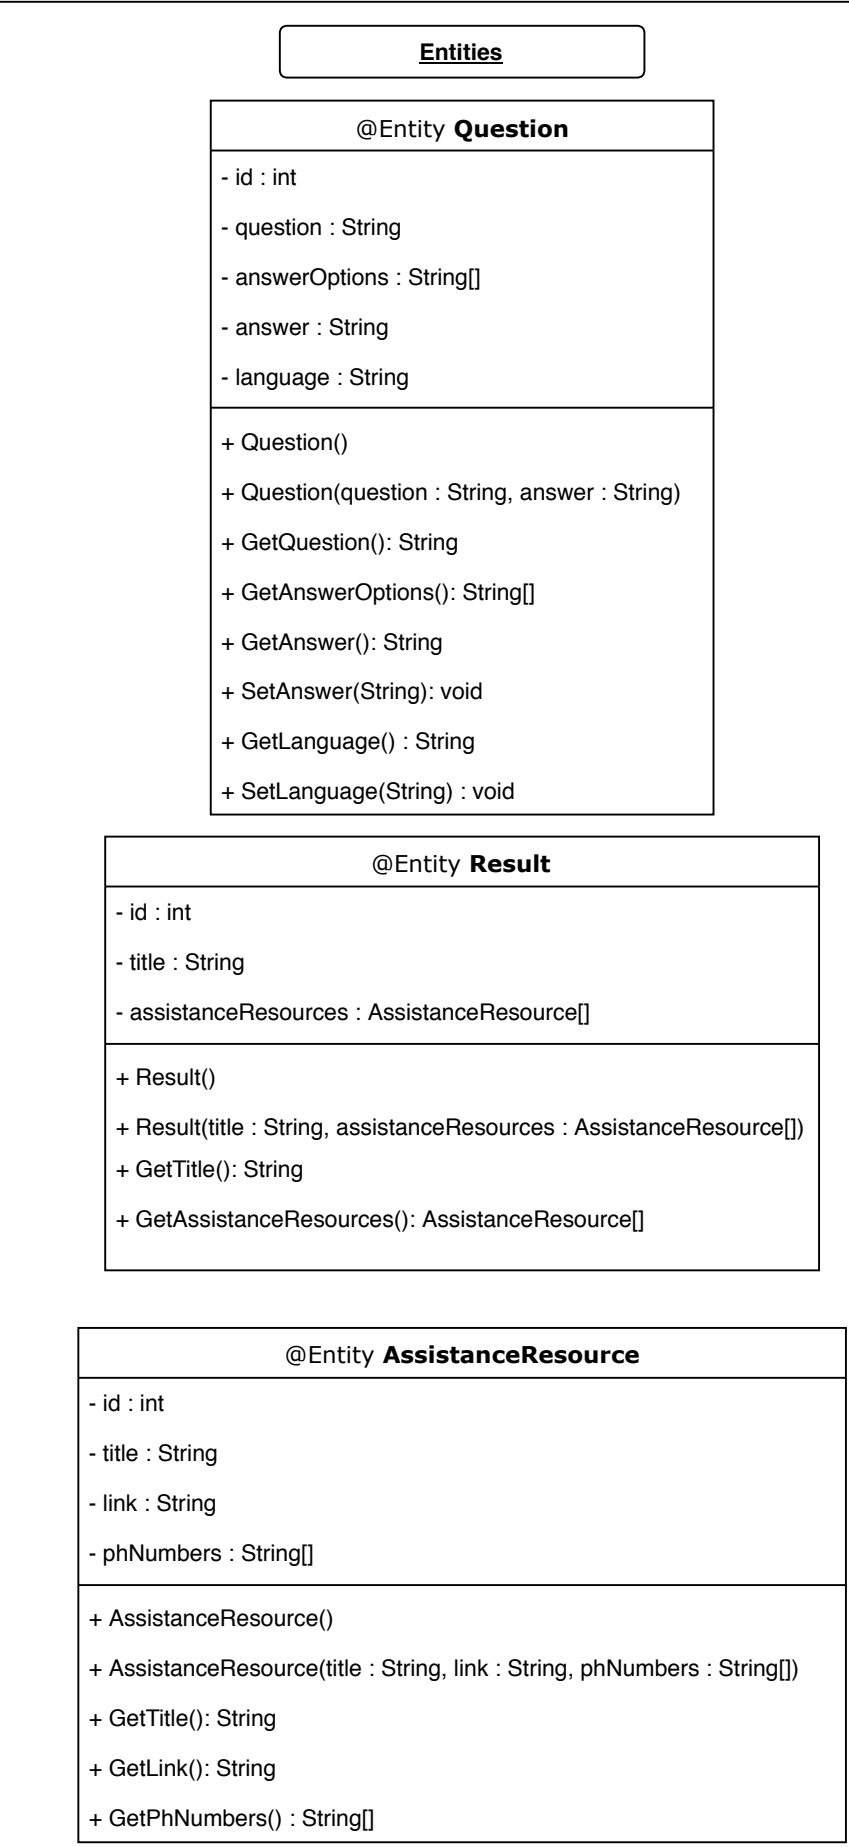 Entities
@Entity Question
- id : int
- question : String
- answerOptions : String[]
- answer : String
- language : String
+ Question()
+ Question(question : String, answer : String)
+ GetQuestion(): String
+ GetAnswerOptions(): String[]
+ GetAnswer(): String
+ SetAnswer(String): void
+ GetLanguage() : String
+ SetLanguage(String) : void
@Entity Result
- id : int
- title : String
- assistanceResources : AssistanceResource[]
+ Result()
+ Result(title : String, assistanceResources : AssistanceResource[])
+ GetTitle(): String
+ GetAssistanceResources(): AssistanceResource[]
@Entity AssistanceResource
- id : int
- title : String
- link : String
- phNumbers : String[]
+ AssistanceResource()
+ AssistanceResource(title : String, link : String, phNumbers : String[])
+ GetTitle(): String
+ GetLink(): String
+ GetPhNumbers() : String[]